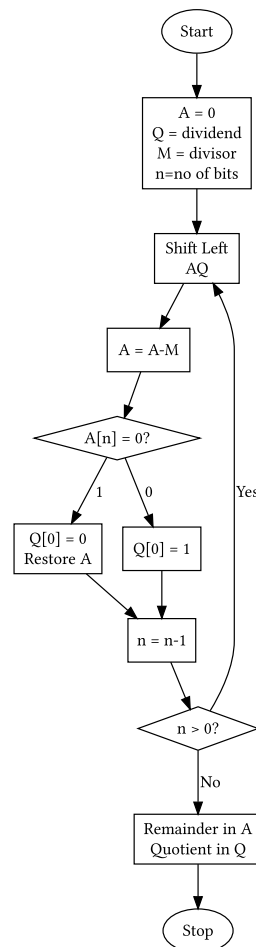 Start
A = 0
Q = dividend
M = divisor
n=no of bits
Shift Left
AQ
A = A-M
A[n] = 0?
1
0
Q[0] = 0
Restore A
Q[0] = 1
Yes
n = n-1
n > 0?
No
Remainder in A
Quotient in Q
Stop